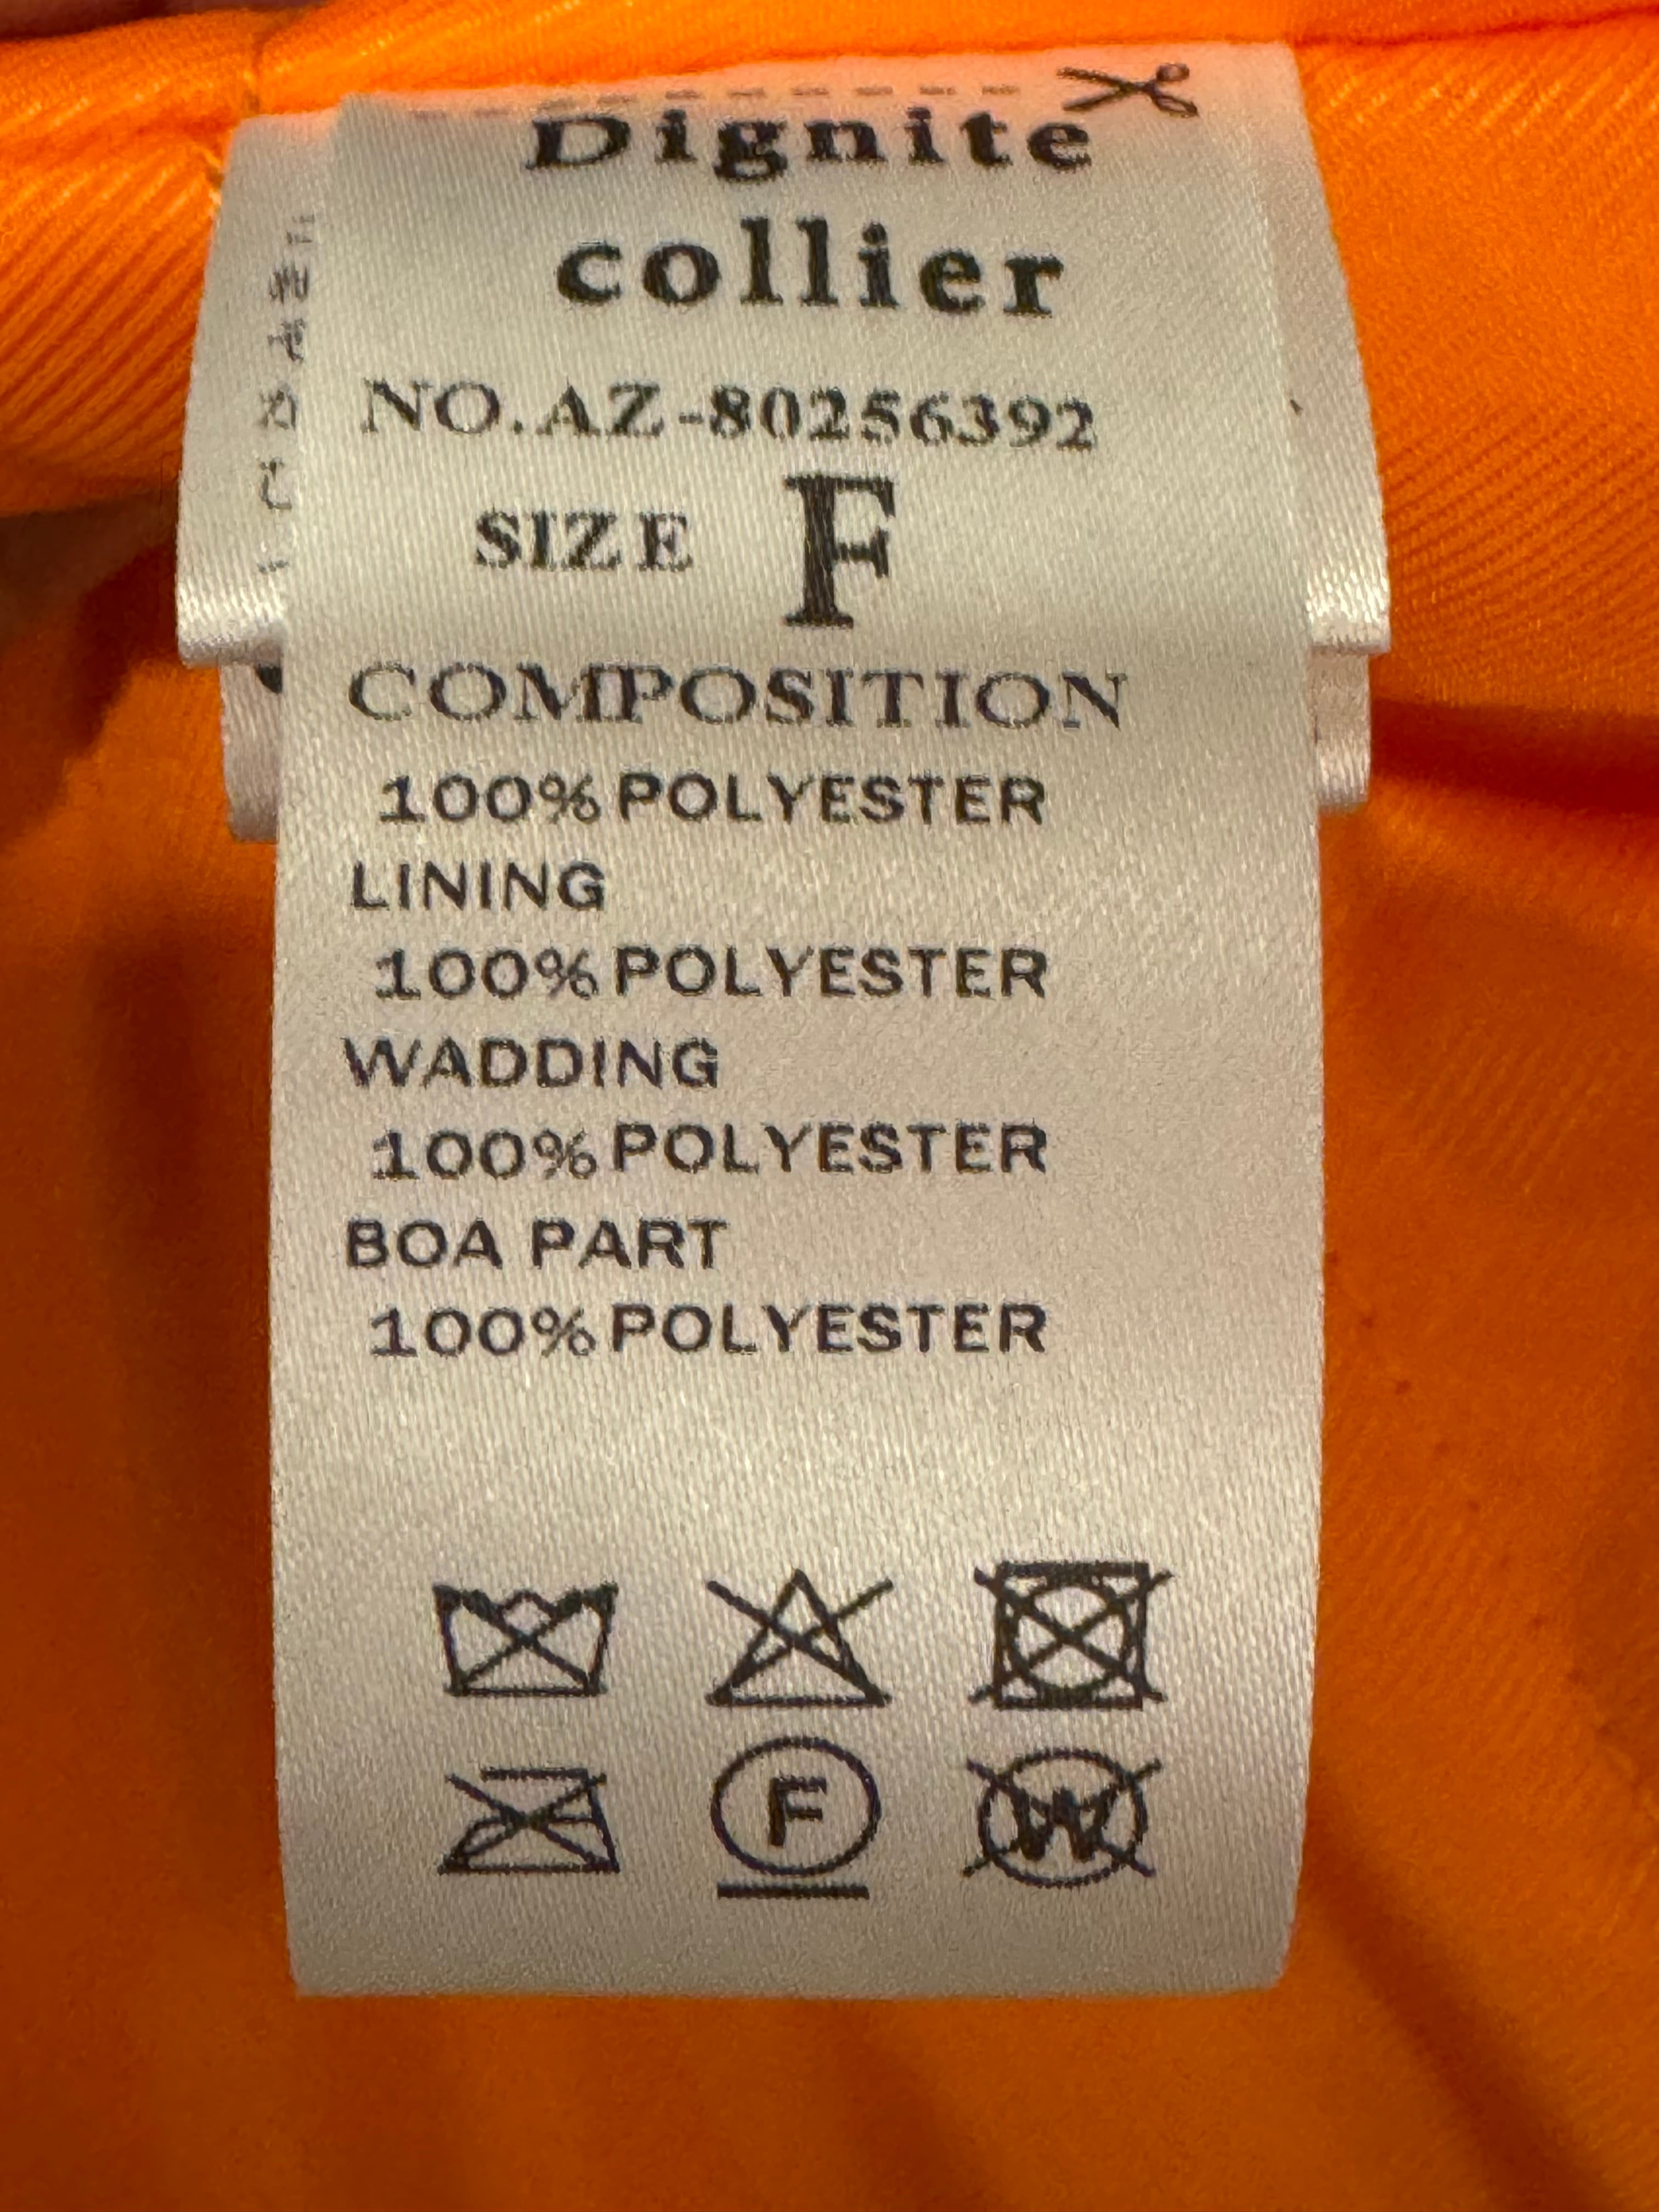 Dignite
collier
NO.AZ-80256392
SIZE F
COMPOSITION
100%POLYESTER
LINING
100%POLYESTER
WADDING
100%POLYESTER
BOA PART
100%POLYESTER
F W